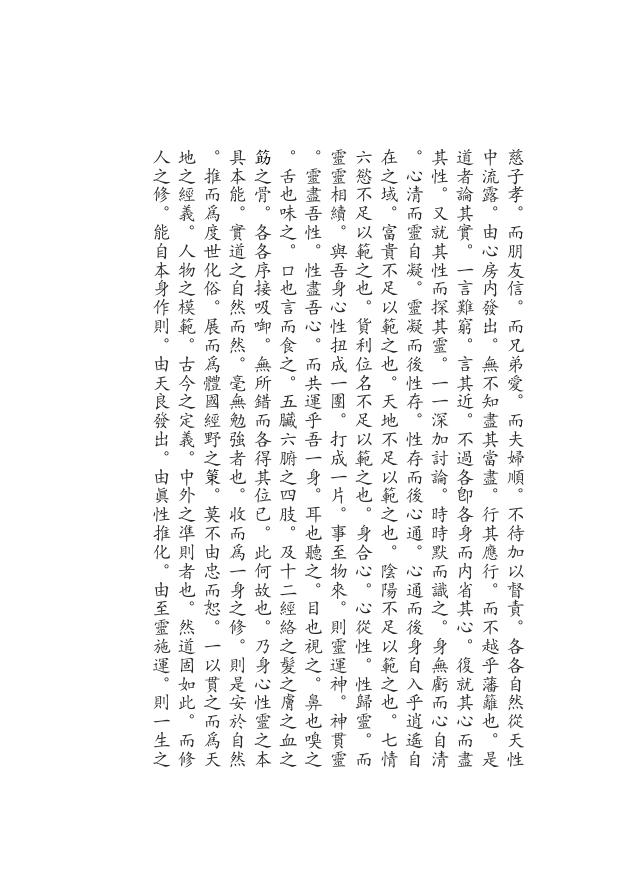 慈子孝。而朋友信。而兄弟愛。而夫婦順。不待加以督責。各各自然從天性
中流露。由心房內發出。無不知盡其當盡。行其應行。而不越乎藩籬也。是
道者論其實。一言難窮。言其近。不過各卽各身而內省其心。復就其心而盡
其性。又就其性而探其靈。一一深加討論。時時默而識之。身無虧而心自清
。心清而靈自凝。靈凝而後性存。性存而後心通。心通而後身自入乎逍遙自
在之域。富貴不足以範之也。天地不足以範之也。陰陽不足以範之也。七情
六慾不足以範之也。貨利位名不足以範之也。身合心。心從性。性歸靈。而
靈靈相續。與吾身心性扭成一團。打成一片。事至物來。則靈運神。神貫靈
。靈盡吾性。性盡吾心。而共運乎吾一身。耳也聽之。目也視之。鼻也嗅之
。舌也味之。口也言而食之。五臟六腑之四肢。及十二經絡之髮之膚之血之
筋之骨。各各序接吸啣。無所錯而各得其位已。此何故也。乃身心性靈之本
具本能。實道之自然而然。毫無勉強者也。收而爲一身之修。則是安於自然
。推而爲度世化俗。展而爲體國經野之策。莫不由忠而恕。一以貫之而爲天
地之經義。人物之模範。古今之定義。中外之準則者也。然道固如此。而修
人之修。能自本身作則。由天良發出。由眞性推化。由至靈施運。則一生之